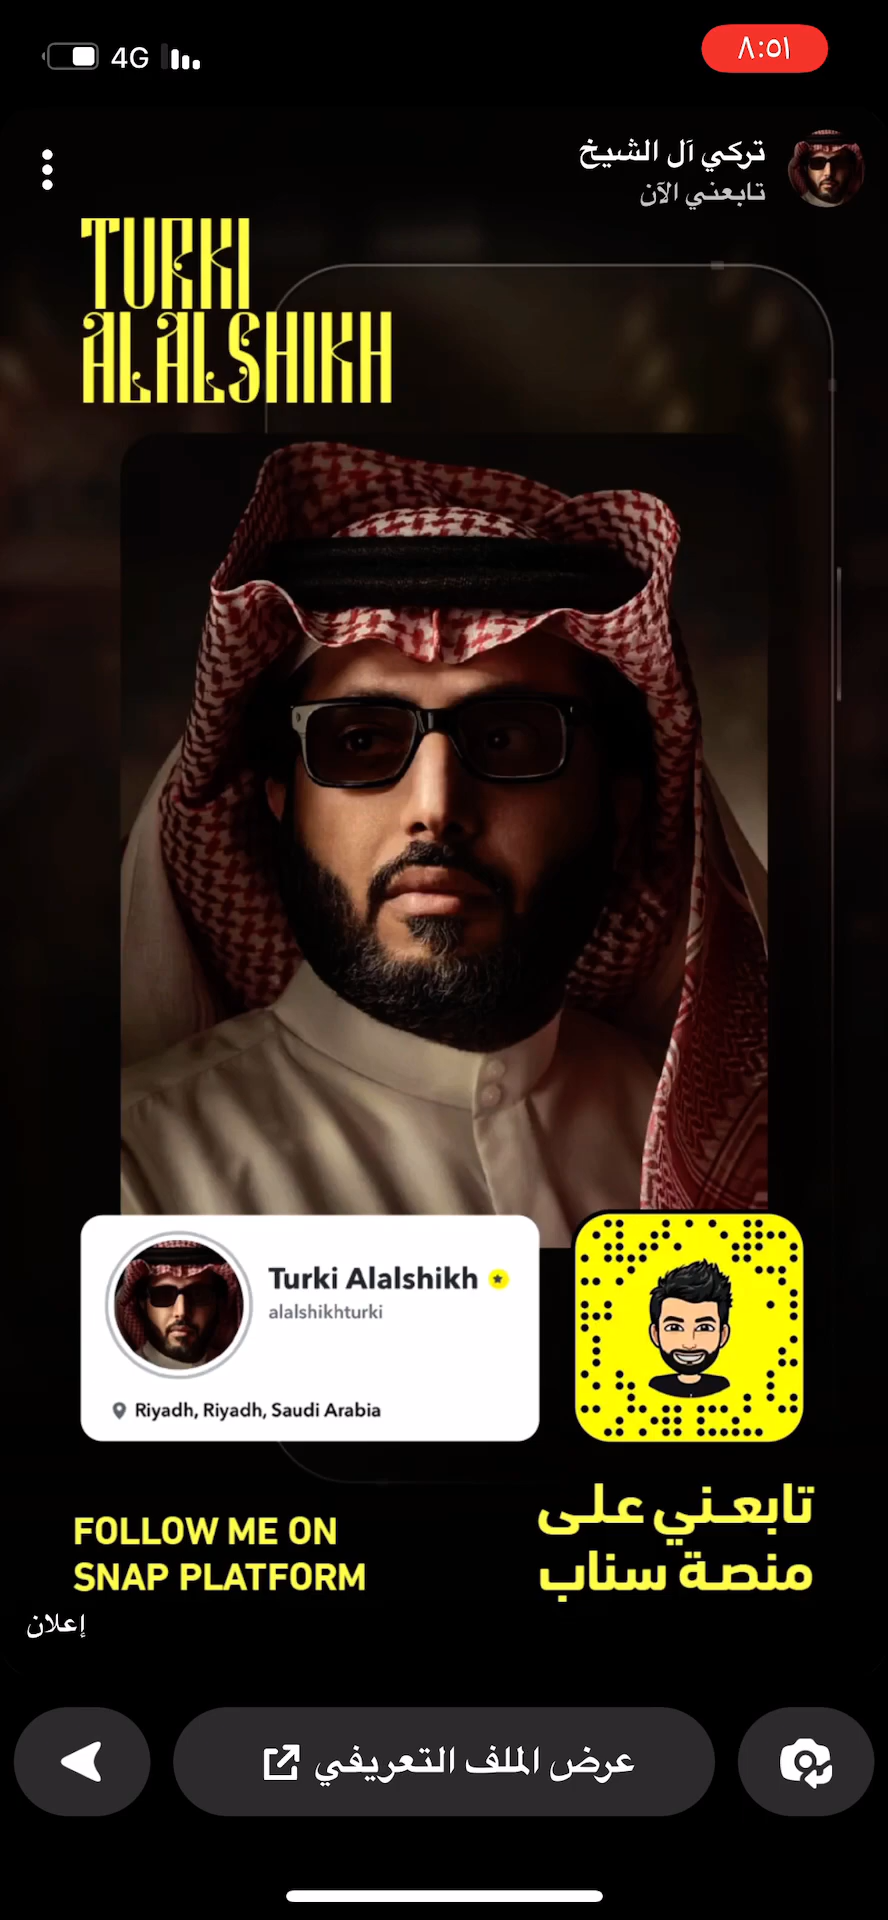 4G
٨:٥١
تركي آل الشيخ
تابعني الآن
TURKI
ALALSHIKH
Turki Alalshikh
alalshikhturki
Riyadh, Riyadh, Saudi Arabia
تابعني على
منصة سناب
FOLLOW ME ON
SNAP PLATFORM
إعلان
عرض الملف التعريفي